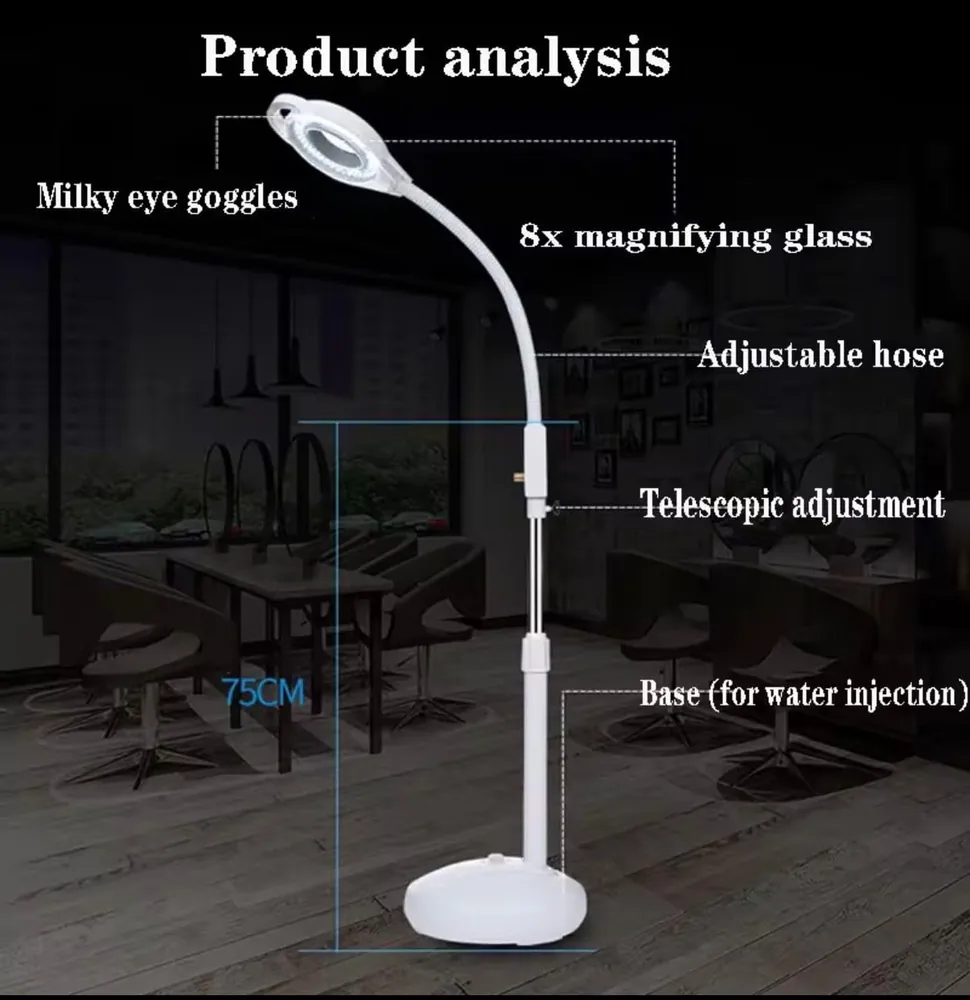 Product analysis
Milky eye goggles
8x magnifying glass
Adjustable hose
Telescopic adjustment
75CM
Base (for water injection)